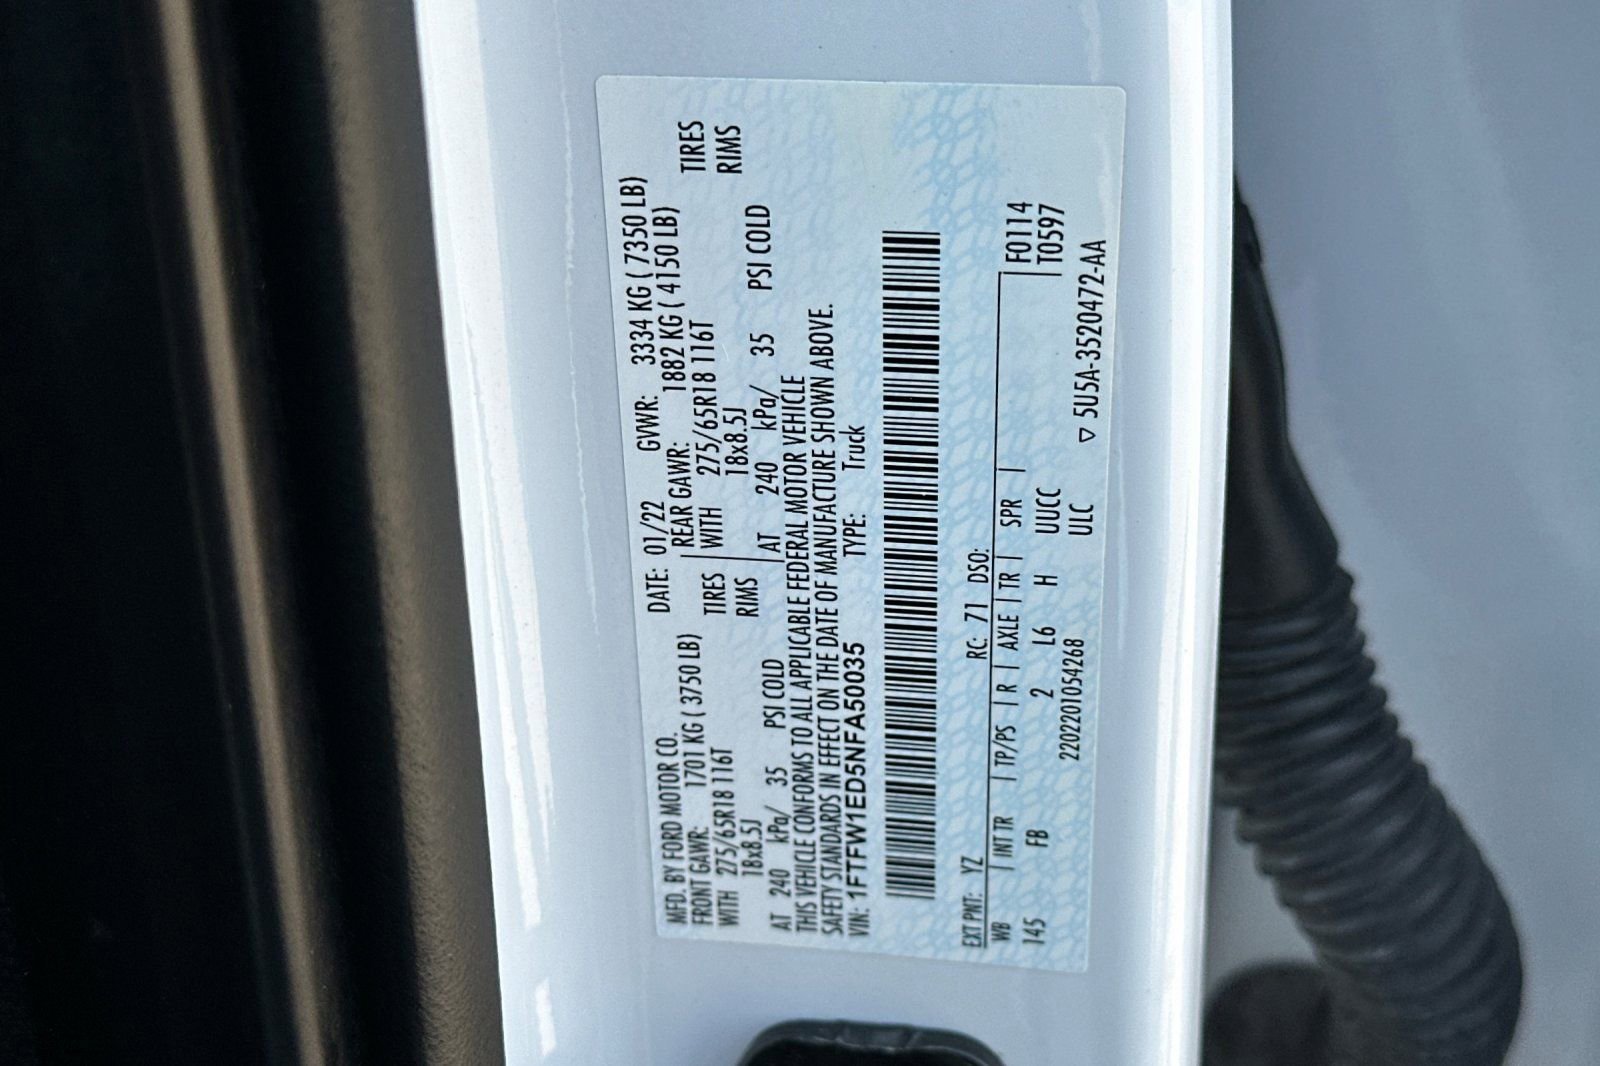 MFD. BY FORD MOTOR CO. DATE: 01/22 GVWR: 3334 KG ( 7350 LB)
FRONT GAWR: 1701 KG ( 3750 LB) REAR GAWR: 1882 KG ( 4150 LB)
WITH 275/65R18 116T TIRES WITH 275/65R18 116T TIRES
18x8.5J RIMS 18x8.5J RIMS
AT 240 kPa/ 35 PSI COLD AT 240 kPa/ 35 PSI COLD
THIS VEHICLE CONFORMS TO ALL APPLICABLE FEDERAL MOTOR VEHICLE
SAFETY STANDARDS IN EFFECT ON THE DATE OF MANUFACTURE SHOWN ABOVE.
VIN: 1FTFW1ED5NFA50035 TYPE: Truck
EXT PNT: YZ RC: 71 DSO:
WB | INT TR | TP/PS | R | AXLE | TR | SPR | F0114
145 FB 2 L6 H UUCC T0597
2202201054268 ULC ▽ 5U5A-3520472-AA